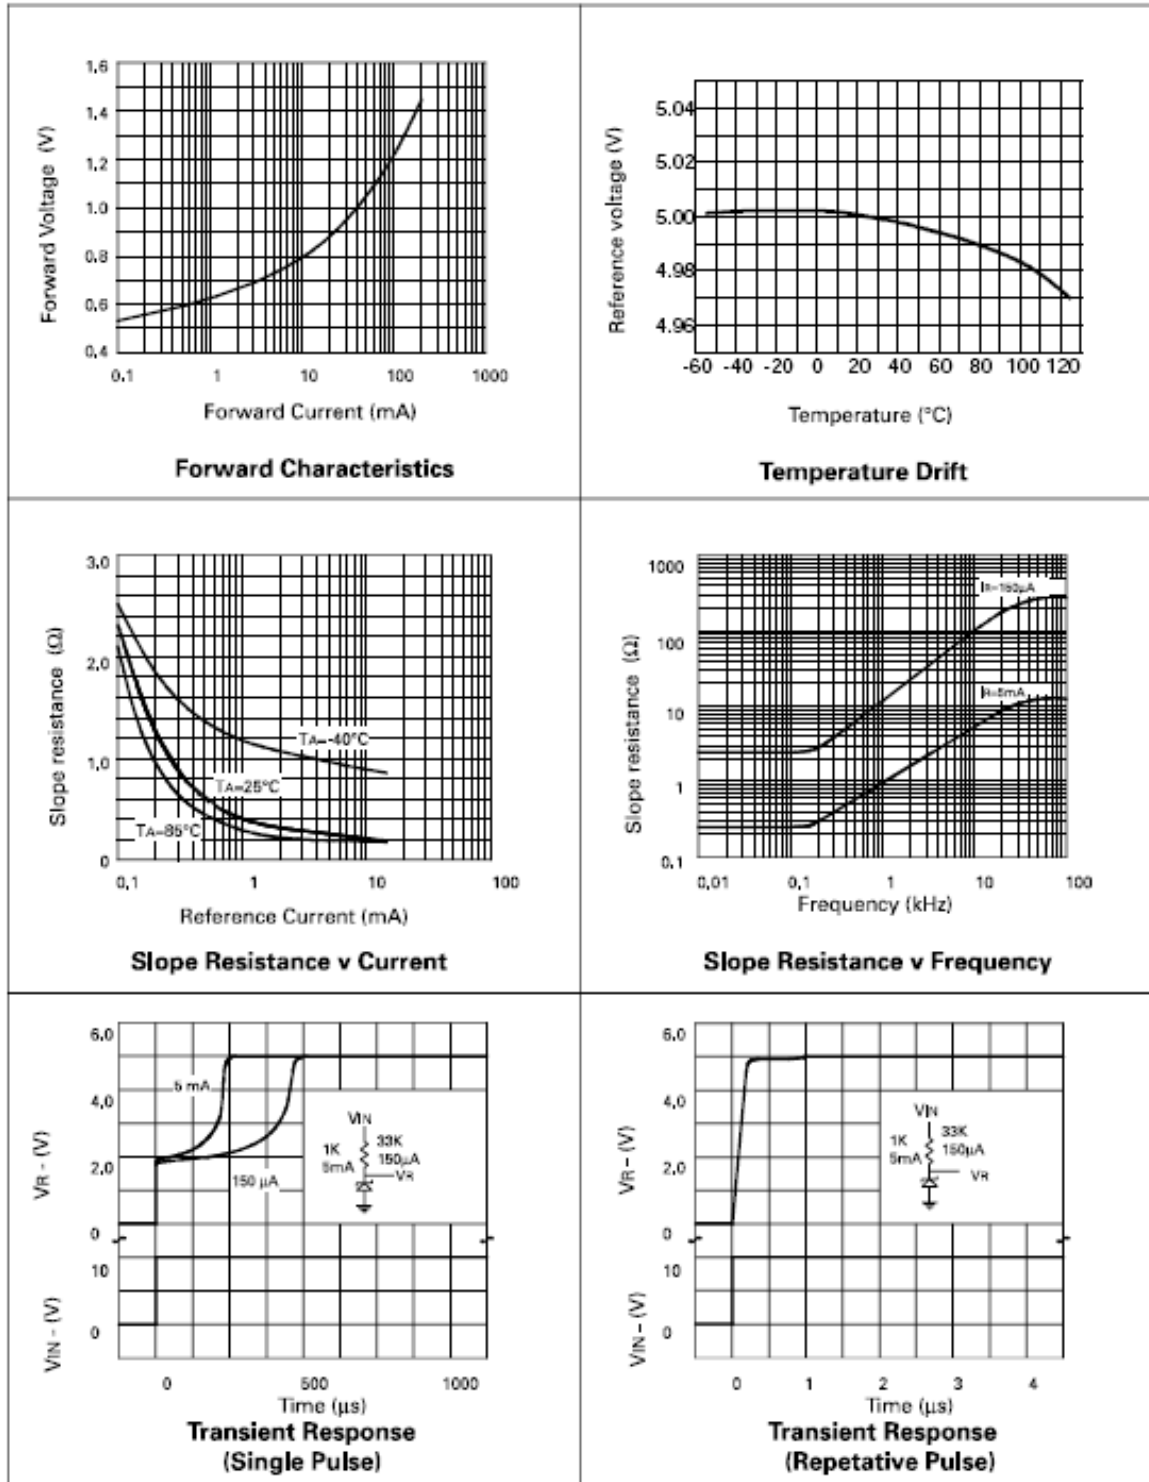 1.6
1.4
1.2
1.0
0.8
0.6
0.4
Forward Voltage (V)
0.1 1 10 100 1000
Forward Current (mA)
Forward Characteristics
5.04
5.02
5.00
4.98
4.96
Reference voltage (V)
-60 -40 -20 0 20 40 60 80 100 120
Temperature (°C)
Temperature Drift
3.0
2.0
1.0
0
Slope resistance (Ω)
TA=-40°C
TA=25°C
TA=85°C
0.1 1 10 100
Reference Current (mA)
Slope Resistance v Current
1000
100
10
1
0.1
Slope resistance (Ω)
IR=150µA
IR=5mA
0.01 0.1 1 10 100
Frequency (kHz)
Slope Resistance v Frequency
6.0
4.0
2.0
0
VR - (V)
5 mA
150 µA
VIN
1K 33K
5mA 150µA
VR
10
0
VIN - (V)
0 500 1000
Time (µs)
Transient Response
(Single Pulse)
6.0
4.0
2.0
0
VR - (V)
VIN
1K 33K
5mA 150µA
VR
10
0
VIN - (V)
0 1 2 3 4
Time (µs)
Transient Response
(Repetative Pulse)